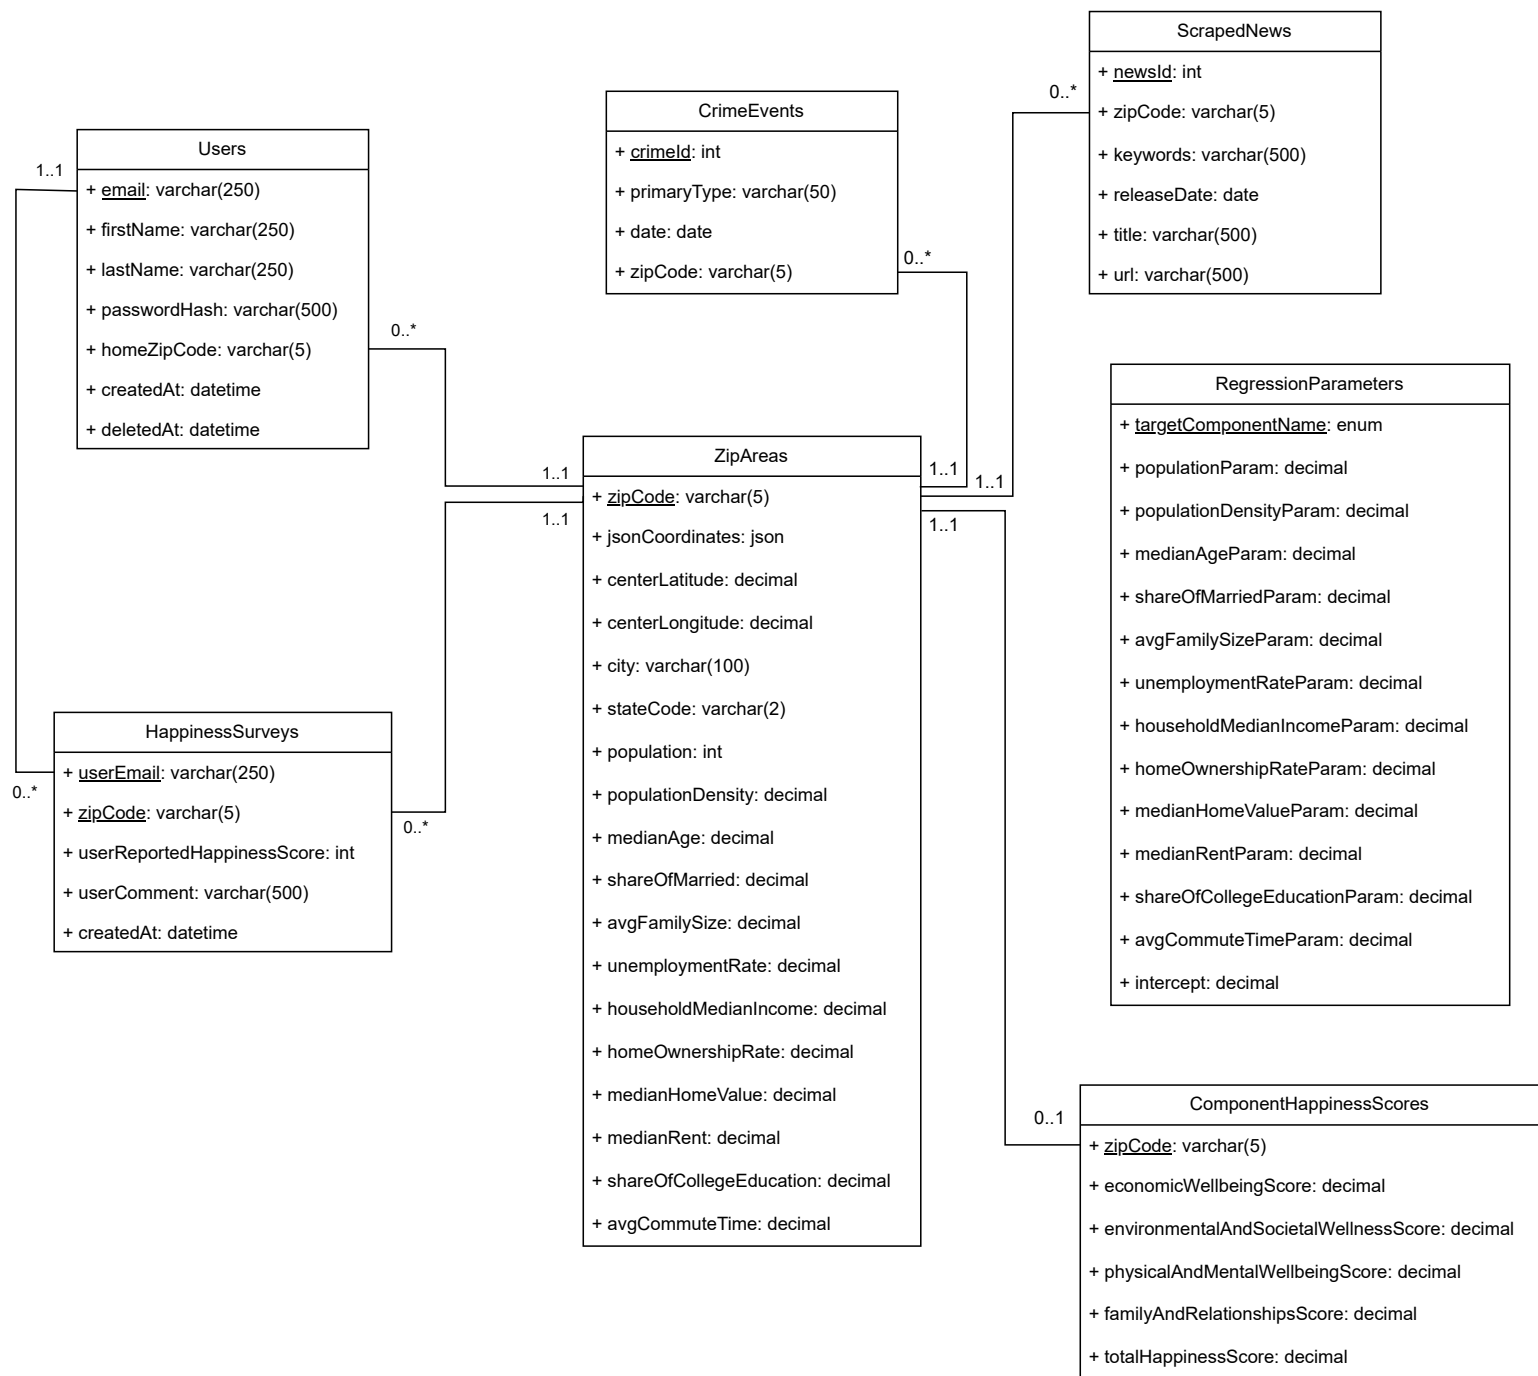 ScrapedNews
+ newsId: int
+ zipCode: varchar(5)
+ keywords: varchar(500)
+ releaseDate: date
+ title: varchar(500)
+ url: varchar(500)
0..*
CrimeEvents
+ crimeId: int
+ primaryType: varchar(50)
+ date: date
+ zipCode: varchar(5)
0..*
Users
1..1
+ email: varchar(250)
+ firstName: varchar(250)
+ lastName: varchar(250)
+ passwordHash: varchar(500)
+ homeZipCode: varchar(5)
+ createdAt: datetime
+ deletedAt: datetime
0..*
RegressionParameters
+ targetComponentName: enum
+ populationParam: decimal
+ populationDensityParam: decimal
+ medianAgeParam: decimal
+ shareOfMarriedParam: decimal
+ avgFamilySizeParam: decimal
+ unemploymentRateParam: decimal
+ householdMedianIncomeParam: decimal
+ homeOwnershipRateParam: decimal
+ medianHomeValueParam: decimal
+ medianRentParam: decimal
+ shareOfCollegeEducationParam: decimal
+ avgCommuteTimeParam: decimal
+ intercept: decimal
ZipAreas
1..1
1..1
1..1
1..1
1..1
+ zipCode: varchar(5)
+ jsonCoordinates: json
+ centerLatitude: decimal
+ centerLongitude: decimal
+ city: varchar(100)
+ stateCode: varchar(2)
+ population: int
+ populationDensity: decimal
+ medianAge: decimal
+ shareOfMarried: decimal
+ avgFamilySize: decimal
+ unemploymentRate: decimal
+ householdMedianIncome: decimal
+ homeOwnershipRate: decimal
+ medianHomeValue: decimal
+ medianRent: decimal
+ shareOfCollegeEducation: decimal
+ avgCommuteTime: decimal
HappinessSurveys
+ userEmail: varchar(250)
+ zipCode: varchar(5)
+ userReportedHappinessScore: int
+ userComment: varchar(500)
+ createdAt: datetime
0..*
0..*
ComponentHappinessScores
0..1
+ zipCode: varchar(5)
+ economicWellbeingScore: decimal
+ environmentalAndSocietalWellnessScore: decimal
+ physicalAndMentalWellbeingScore: decimal
+ familyAndRelationshipsScore: decimal
+ totalHappinessScore: decimal